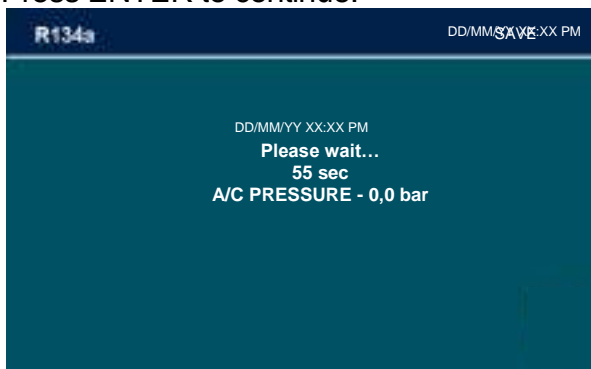 Press ENTER to continue.
R134a
DD/MM/YY XX:XX PM
SAVE
DD/MM/YY XX:XX PM
Please wait…
55 sec
A/C PRESSURE - 0,0 bar